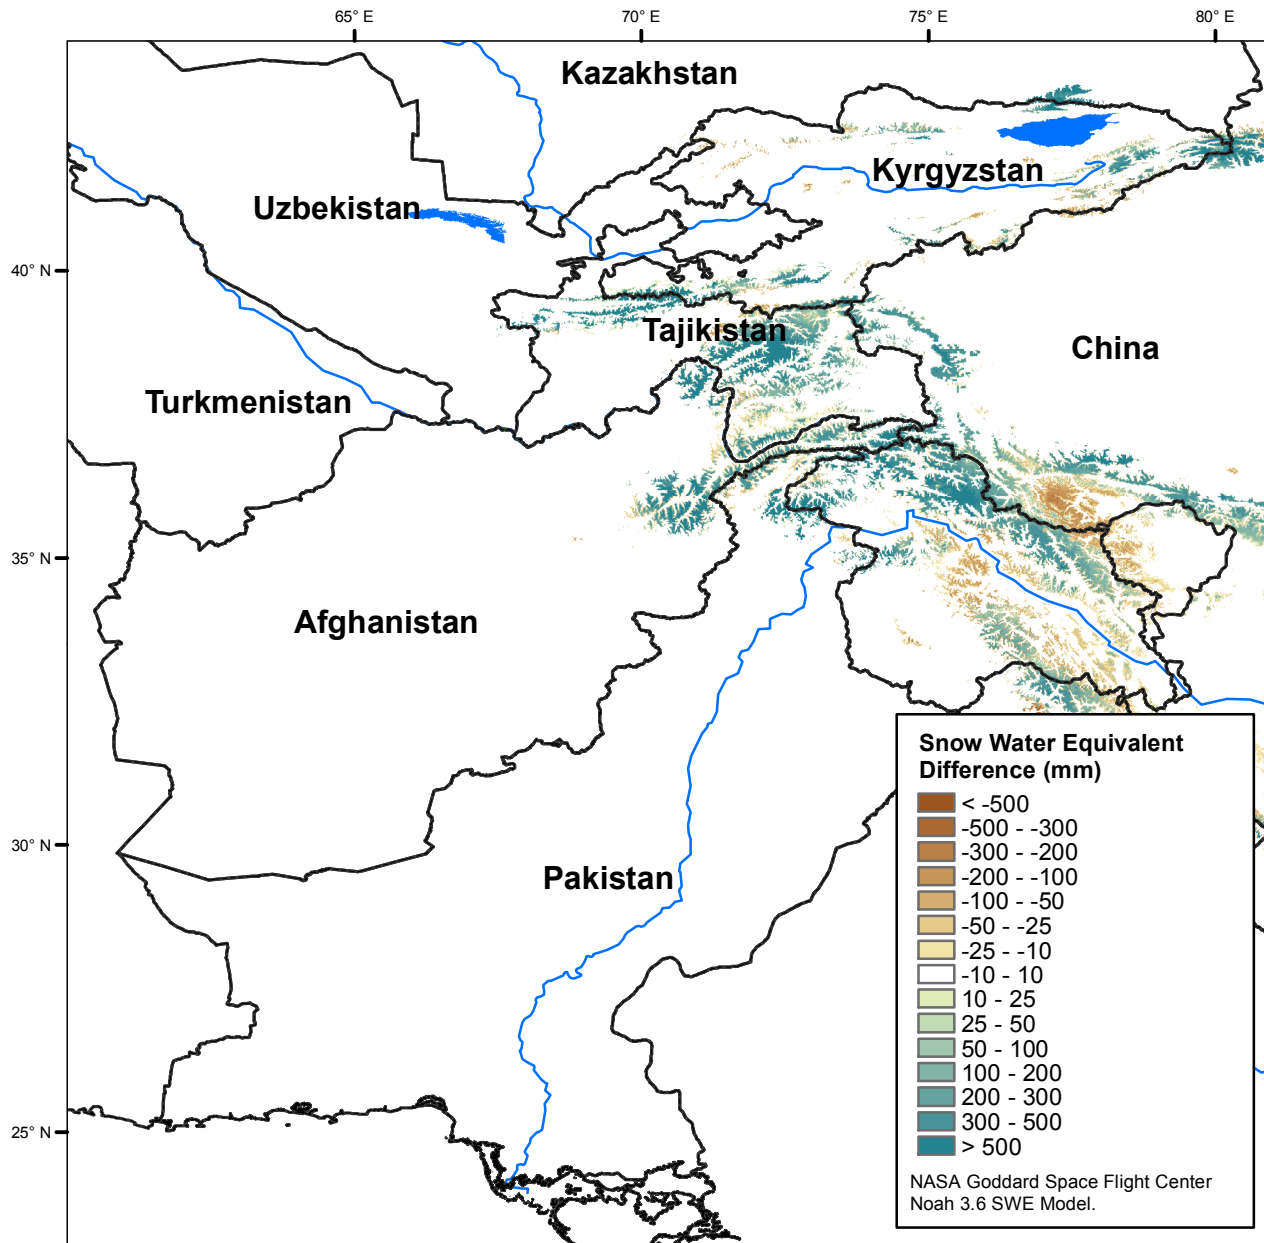 65° E
70° E
75° E
80° E
Kazakhstan
Kyrgyzstan
Uzbekistan
40° N
Tajikistan
China
Turkmenistan
35° N
Afghanistan
30° N
Pakistan
25° N
Snow Water Equivalent
Difference (mm)
< -500
-500 - -300
-300 - -200
-200 - -100
-100 - -50
-50 - -25
-25 - -10
-10 - 10
10 - 25
25 - 50
50 - 100
100 - 200
200 - 300
300 - 500
> 500
NASA Goddard Space Flight Center
Noah 3.6 SWE Model.